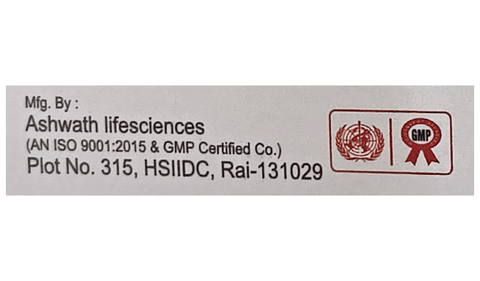 Mfg. By :
Ashwath lifesciences
(AN ISO 9001:2015 & GMP Certified Co.)
Plot No. 315, HSIIDC, Rai-131029
GMP